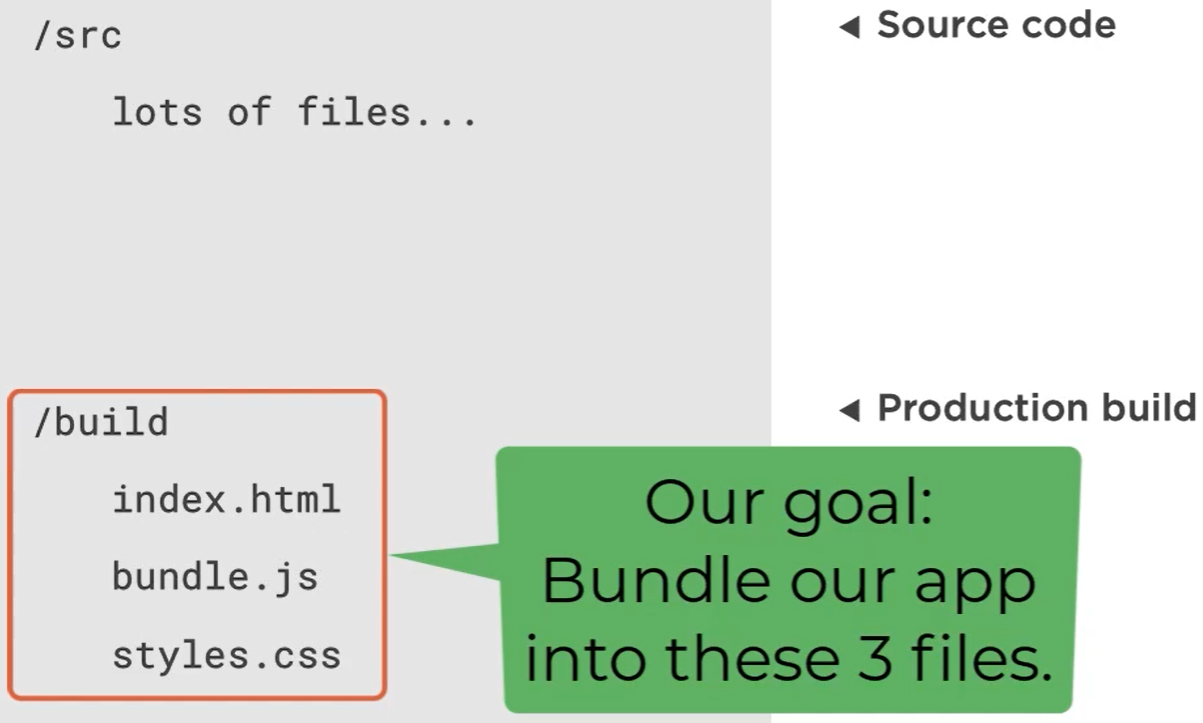 /src
◄ Source code
lots of files...
/build
◄ Production build
index.html
bundle.js
styles.css
Our goal:
Bundle our app
into these 3 files.